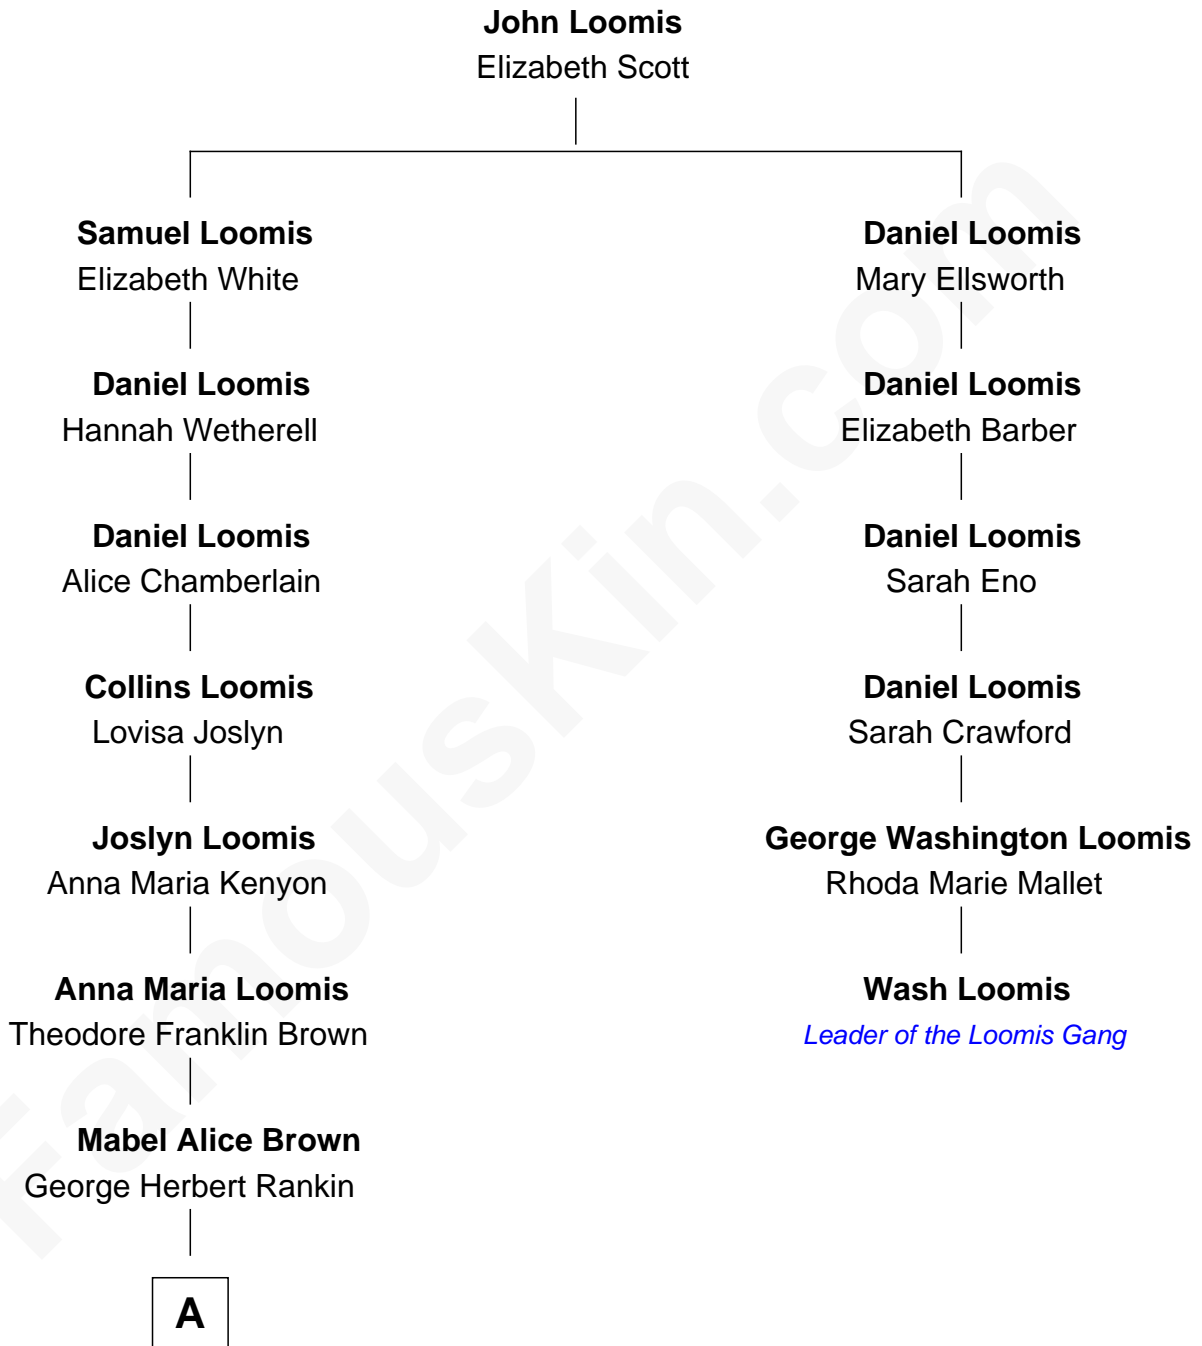 John Loomis
Elizabeth Scott
Samuel Loomis
Elizabeth White
Daniel Loomis
Mary Ellsworth
Daniel Loomis
Hannah Wetherell
Daniel Loomis
Elizabeth Barber
Daniel Loomis
Alice Chamberlain
Daniel Loomis
Sarah Eno
Collins Loomis
Lovisa Joslyn
Daniel Loomis
Sarah Crawford
Joslyn Loomis
Anna Maria Kenyon
George Washington Loomis
Rhoda Marie Mallet
Anna Maria Loomis
Theodore Franklin Brown
Wash Loomis
Leader of the Loomis Gang
Mabel Alice Brown
George Herbert Rankin
A
FamousKin.com